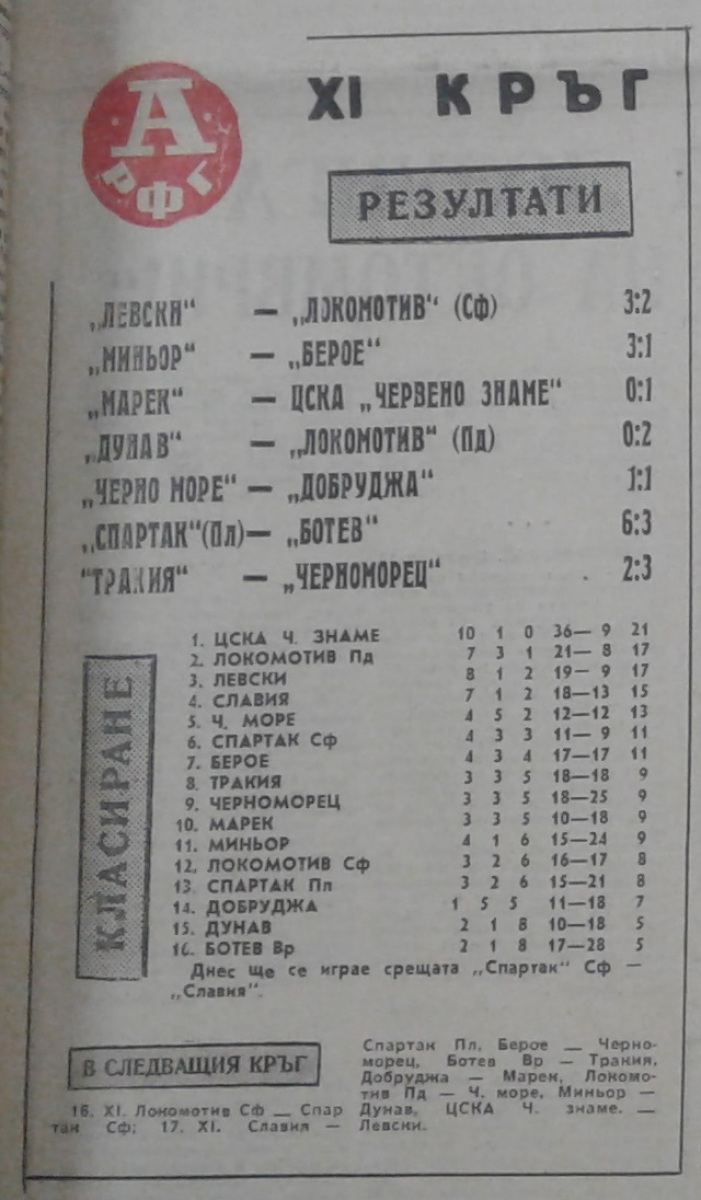 А
РФГ
XI КРЪГ
РЕЗУЛТАТИ
„ЛЕВСКИ“ — „ЛОКОМОТИВ“ (Сф) 3:2
„МИНЬОР“ — „БЕРОЕ“ 3:1
„МАРЕК“ — ЦСКА „ЧЕРВЕНО ЗНАМЕ“ 0:1
„ДУНАВ“ — „ЛОКОМОТИВ“ (Пд) 0:2
„ЧЕРНО МОРЕ“ — „ДОБРУДЖА“ 1:1
„СПАРТАК“(Пл)— „БОТЕВ“ 6:3
"ТРАКИЯ“ — „ЧЕРНОМОРЕЦ“ 2:3
КЛАСИРАНЕ
1. ЦСКА Ч. ЗНАМЕ 10 1 0 36— 9 21
2. ЛОКОМОТИВ Пд 7 3 1 21— 8 17
3. ЛЕВСКИ 8 1 2 19— 9 17
4. СЛАВИЯ 7 1 2 18—13 15
5. Ч. МОРЕ 4 5 2 12—12 13
6. СПАРТАК Сф 4 3 3 11— 9 11
7. БЕРОЕ 4 3 4 17—17 11
8. ТРАКИЯ 3 3 5 18—18 9
9. ЧЕРНОМОРЕЦ 3 3 5 18—25 9
10. МАРЕК 3 3 5 10—18 9
11. МИНЬОР 4 1 6 15—24 9
12. ЛОКОМОТИВ Сф 3 2 6 16—17 8
13. СПАРТАК Пл 3 2 6 15—21 8
14. ДОБРУДЖА 1 5 5 11—18 7
15. ДУНАВ 2 1 8 10—18 5
16. БОТЕВ Вр 2 1 8 17—28 5
Днес ще се играе срещата „Спартак“ Сф —
„Славия“.
В СЛЕДВАЩИЯ КРЪГ
16. XI. Локомотив Сф — Спар
так Сф; 17. XI. Славия —
Спартак Пл, Берое — Черно-
морец, Ботев Вр — Тракия,
Добруджа — Марек, Локомо-
тив Пд — Ч. море, Миньор —
Дунав, ЦСКА Ч. знаме. —
Левски.